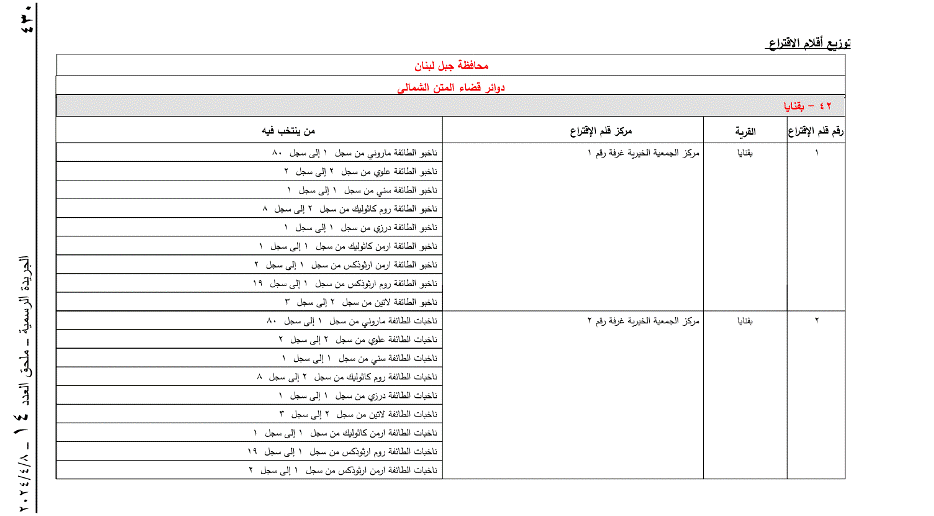 ٤٣٠
الجريدة الرسمية – ملحق العدد ١٤ – ٢٠٢٤/٤/٨
توزيع أقلام الاقتراع
محافظة جبل لبنان
دوائر قضاء المتن الشمالي
٤٢ - بقنايا
رقم قلم الإقتراع القرية مركز قلم الإقتراع من ينتخب فيه
١ بقنايا مركز الجمعية الخيرية غرفة رقم ١ ناخبو الطائفة ماروني من سجل ١ إلى سجل ٨٠
ناخبو الطائفة علوي من سجل ٢ إلى سجل ٢
ناخبو الطائفة سني من سجل ١ إلى سجل ١
ناخبو الطائفة روم كاثوليك من سجل ٢ إلى سجل ٨
ناخبو الطائفة درزي من سجل ١ إلى سجل ١
ناخبو الطائفة ارمن كاثوليك من سجل ١ إلى سجل ١
ناخبو الطائفة ارمن ارثوذكس من سجل ١ إلى سجل ٢
ناخبو الطائفة روم ارثوذكس من سجل ١ إلى سجل ١٩
ناخبو الطائفة لاتين من سجل ٢ إلى سجل ٣
٢ بقنايا مركز الجمعية الخيرية غرفة رقم ٢ ناخبات الطائفة ماروني من سجل ١ إلى سجل ٨٠
ناخبات الطائفة علوي من سجل ٢ إلى سجل ٢
ناخبات الطائفة سني من سجل ١ إلى سجل ١
ناخبات الطائفة روم كاثوليك من سجل ٢ إلى سجل ٨
ناخبات الطائفة درزي من سجل ١ إلى سجل ١
ناخبات الطائفة لاتين من سجل ٢ إلى سجل ٣
ناخبات الطائفة ارمن كاثوليك من سجل ١ إلى سجل ١
ناخبات الطائفة روم ارثوذكس من سجل ١ إلى سجل ١٩
ناخبات الطائفة ارمن ارثوذكس من سجل ١ إلى سجل ٢